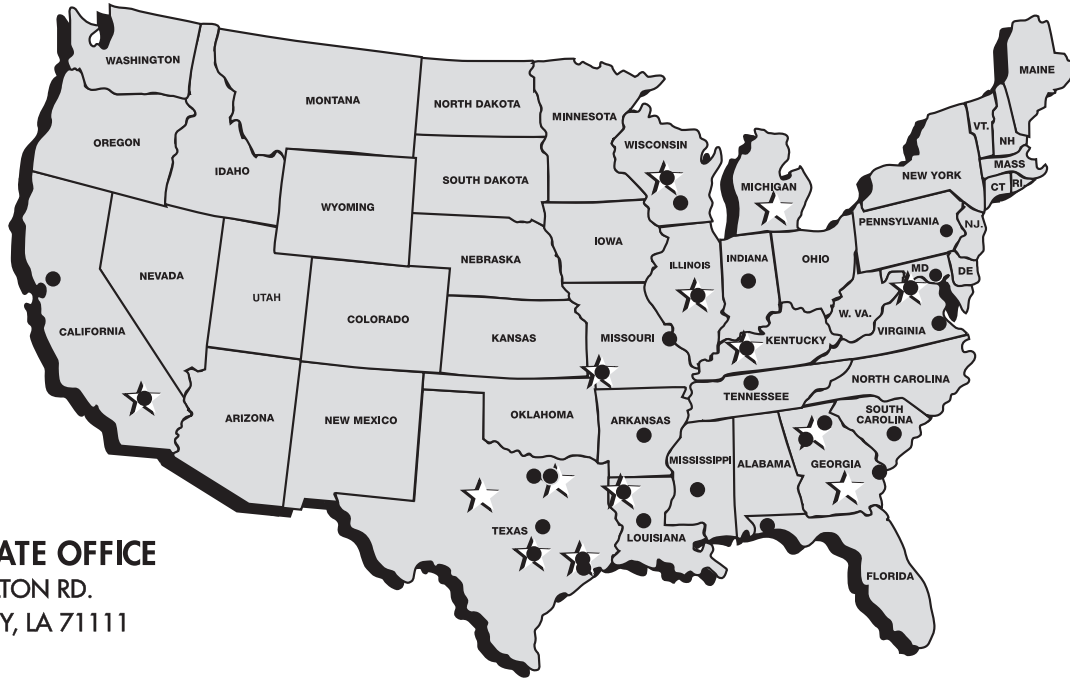 WASHINGTON
OREGON
IDAHO
MONTANA
NORTH DAKOTA
MINNESOTA
WISCONSIN
MICHIGAN
MAINE
VT.
NH
MASS
CT
RI
NEW YORK
SOUTH DAKOTA
WYOMING
NEBRASKA
IOWA
ILLINOIS
INDIANA
OHIO
PENNSYLVANIA
NJ.
MD
DE
NEVADA
UTAH
COLORADO
KANSAS
MISSOURI
KENTUCKY
W. VA.
VIRGINIA
CALIFORNIA
ARIZONA
NEW MEXICO
OKLAHOMA
ARKANSAS
TENNESSEE
NORTH CAROLINA
SOUTH
CAROLINA
MISSISSIPPI
ALABAMA
GEORGIA
TEXAS
LOUISIANA
FLORIDA
ATE OFFICE
TON RD.
Y, LA 71111